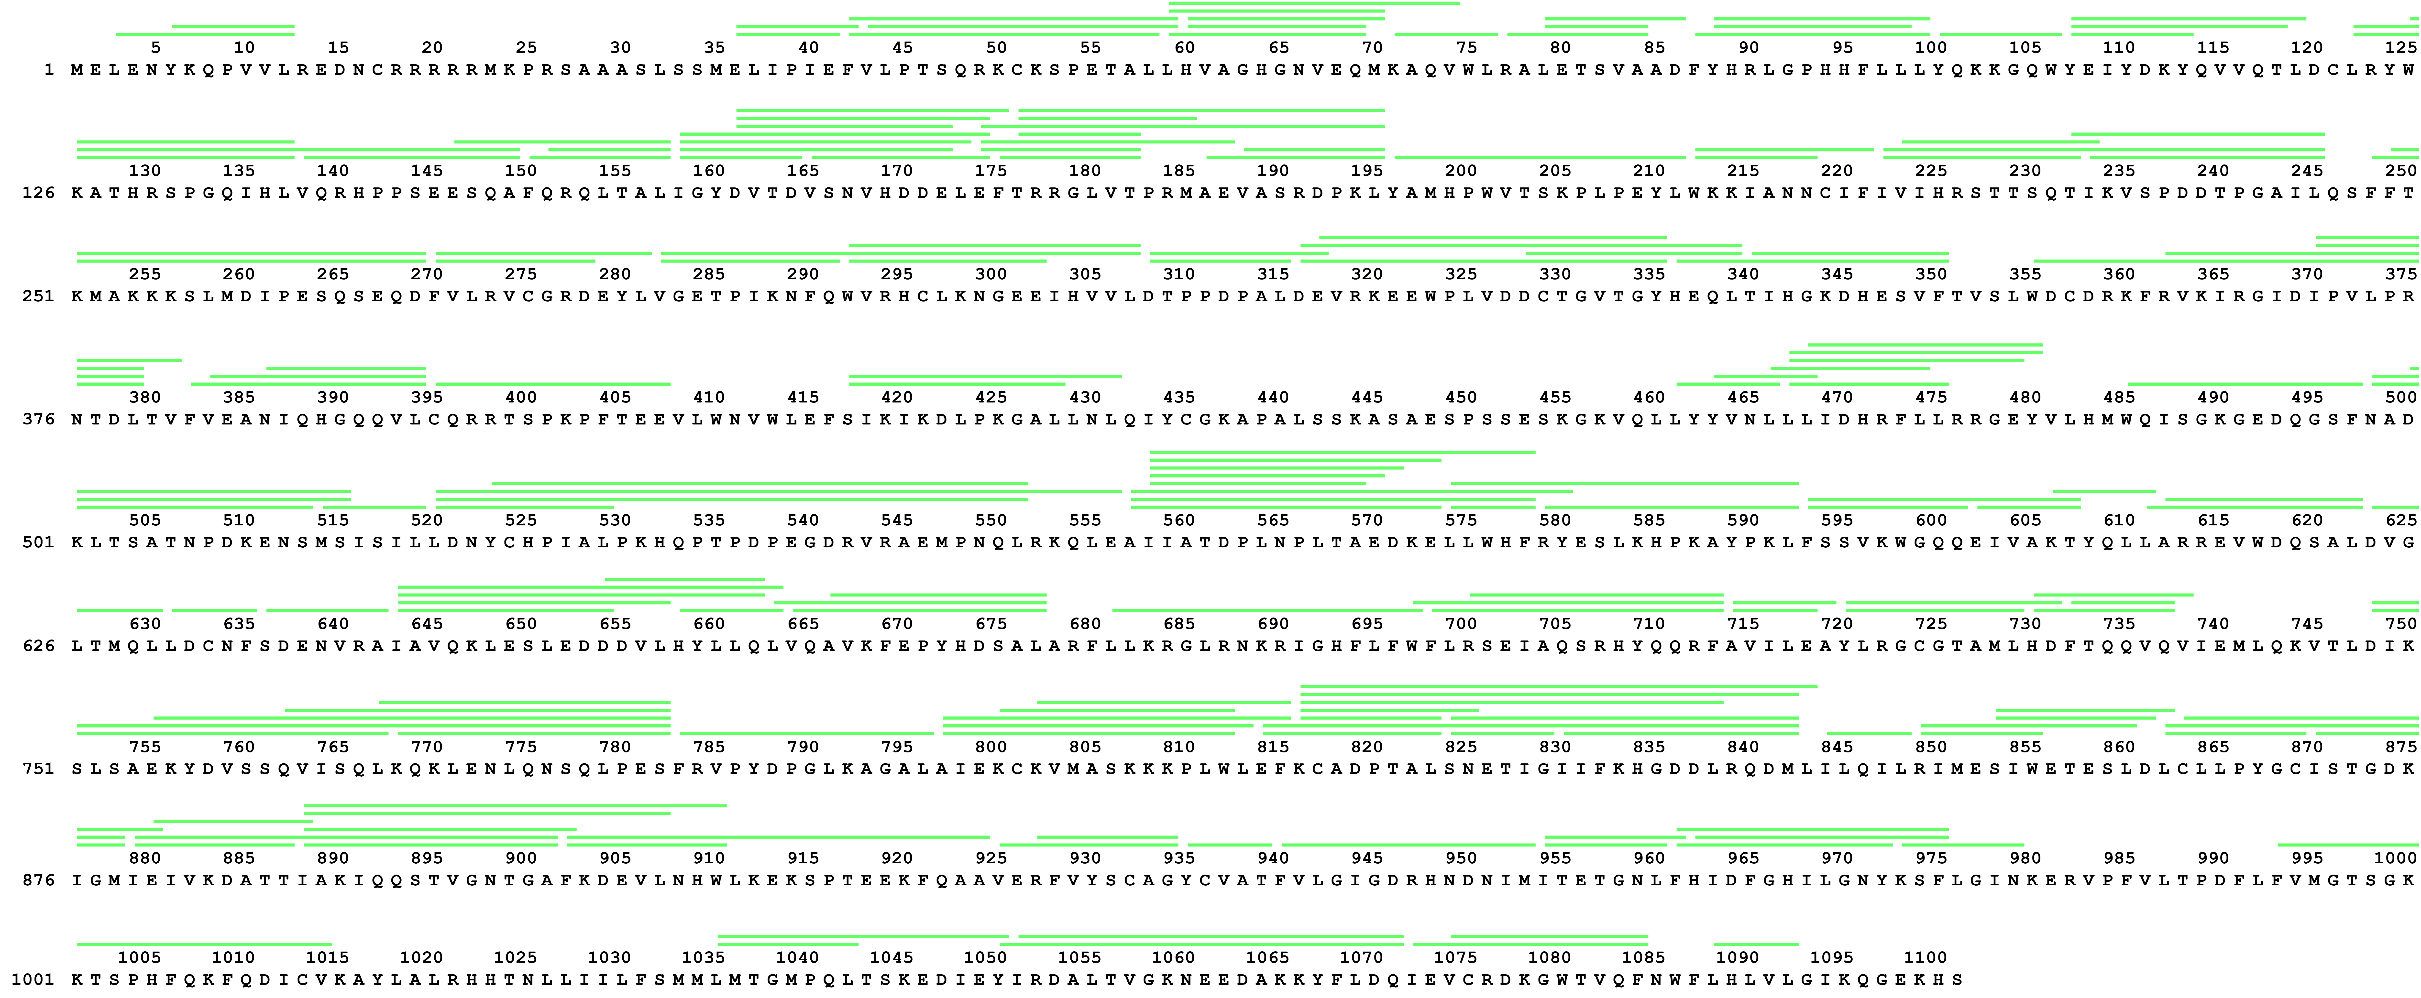 5 10 15 20 25 30 35 40 45 50 55 60 65 70 75 80 85 90 95 100 105 110 115 120 125
1 M E L E N Y K Q P V V L R E D N C R R R R R M K P R S A A A S L S S M E L I P I E F V L P T S Q R K C K S P E T A L L H V A G H G N V E Q M K A Q V W L R A L E T S V A A D F Y H R L G P H H F L L L Y Q K K G Q W Y E I Y D K Y Q V V Q T L D C L R Y W
130 135 140 145 150 155 160 165 170 175 180 185 190 195 200 205 210 215 220 225 230 235 240 245 250
126 K A T H R S P G Q I H L V Q R H P P S E E S Q A F Q R Q L T A L I G Y D V T D V S N V H D D E L E F T R R G L V T P R M A E V A S R D P K L Y A M H P W V T S K P L P E Y L W K K I A N N C I F I V I H R S T T S Q T I K V S P D D T P G A I L Q S F F T
255 260 265 270 275 280 285 290 295 300 305 310 315 320 325 330 335 340 345 350 355 360 365 370 375
251 K M A K K K S L M D I P E S Q S E Q D F V L R V C G R D E Y L V G E T P I K N F Q W V R H C L K N G E E I H V V L D T P P D P A L D E V R K E E W P L V D D C T G V T G Y H E Q L T I H G K D H E S V F T V S L W D C D R K F R V K I R G I D I P V L P R
380 385 390 395 400 405 410 415 420 425 430 435 440 445 450 455 460 465 470 475 480 485 490 495 500
376 N T D L T V F V E A N I Q H G Q Q V L C Q R R T S P K P F T E E V L W N V W L E F S I K I K D L P K G A L L N L Q I Y C G K A P A L S S K A S A E S P S S E S K G K V Q L L Y Y V N L L L I D H R F L L R R G E Y V L H M W Q I S G K G E D Q G S F N A D
505 510 515 520 525 530 535 540 545 550 555 560 565 570 575 580 585 590 595 600 605 610 615 620 625
501 K L T S A T N P D K E N S M S I S I L L D N Y C H P I A L P K H Q P T P D P E G D R V R A E M P N Q L R K Q L E A I I A T D P L N P L T A E D K E L L W H F R Y E S L K H P K A Y P K L F S S V K W G Q Q E I V A K T Y Q L L A R R E V W D Q S A L D V G
630 635 640 645 650 655 660 665 670 675 680 685 690 695 700 705 710 715 720 725 730 735 740 745 750
626 L T M Q L L D C N F S D E N V R A I A V Q K L E S L E D D D V L H Y L L Q L V Q A V K F E P Y H D S A L A R F L L K R G L R N K R I G H F L F W F L R S E I A Q S R H Y Q Q R F A V I L E A Y L R G C G T A M L H D F T Q Q V Q V I E M L Q K V T L D I K
755 760 765 770 775 780 785 790 795 800 805 810 815 820 825 830 835 840 845 850 855 860 865 870 875
751 S L S A E K Y D V S S Q V I S Q L K Q K L E N L Q N S Q L P E S F R V P Y D P G L K A G A L A I E K C K V M A S K K K P L W L E F K C A D P T A L S N E T I G I I F K H G D D L R Q D M L I L Q I L R I M E S I W E T E S L D L C L L P Y G C I S T G D K
880 885 890 895 900 905 910 915 920 925 930 935 940 945 950 955 960 965 970 975 980 985 990 995 1000
876 I G M I E I V K D A T T I A K I Q Q S T V G N T G A F K D E V L N H W L K E K S P T E E K F Q A A V E R F V Y S C A G Y C V A T F V L G I G D R H N D N I M I T E T G N L F H I D F G H I L G N Y K S F L G I N K E R V P F V L T P D F L F V M G T S G K
1005 1010 1015 1020 1025 1030 1035 1040 1045 1050 1055 1060 1065 1070 1075 1080 1085 1090 1095 1100
1001 K T S P H F Q K F Q D I C V K A Y L A L R H H T N L L I I L F S M M L M T G M P Q L T S K E D I E Y I R D A L T V G K N E E D A K K Y F L D Q I E V C R D K G W T V Q F N W F L H L V L G I K Q G E K H S